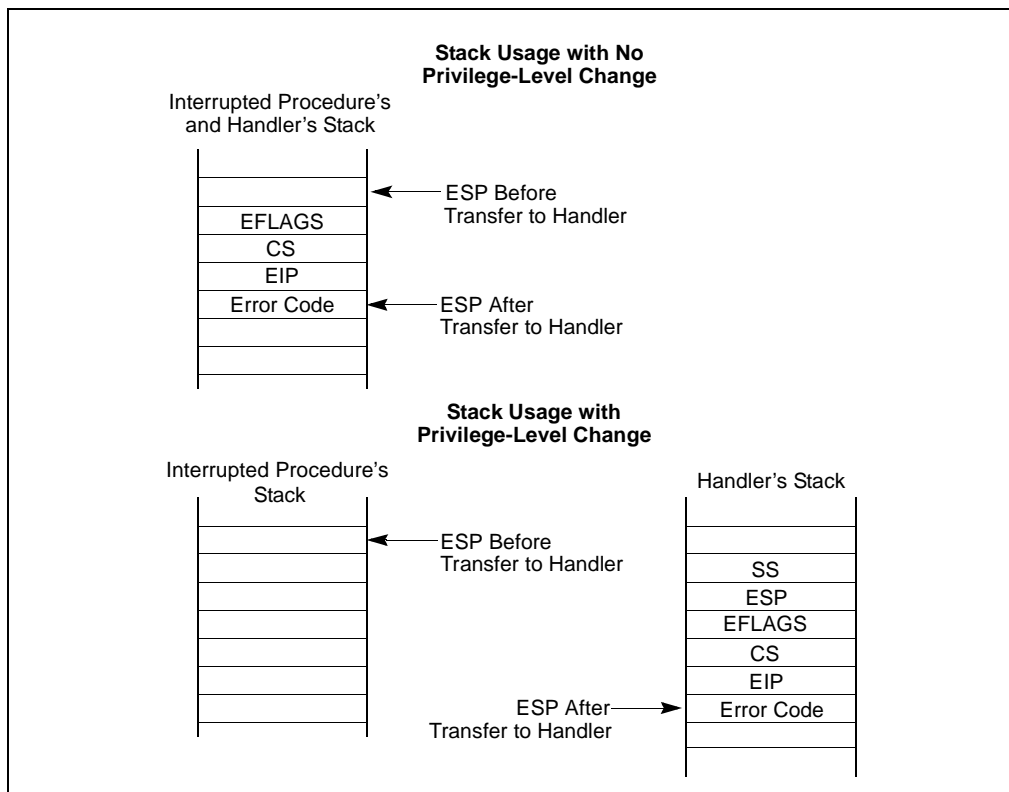 Stack Usage with No
Privilege-Level Change
Interrupted Procedure's
and Handler's Stack
ESP Before
Transfer to Handler
EFLAGS
CS
EIP
Error Code
ESP After
Transfer to Handler
Stack Usage with
Privilege-Level Change
Interrupted Procedure's
Stack
Handler's Stack
ESP Before
Transfer to Handler
SS
ESP
EFLAGS
CS
EIP
Error Code
ESP After
Transfer to Handler